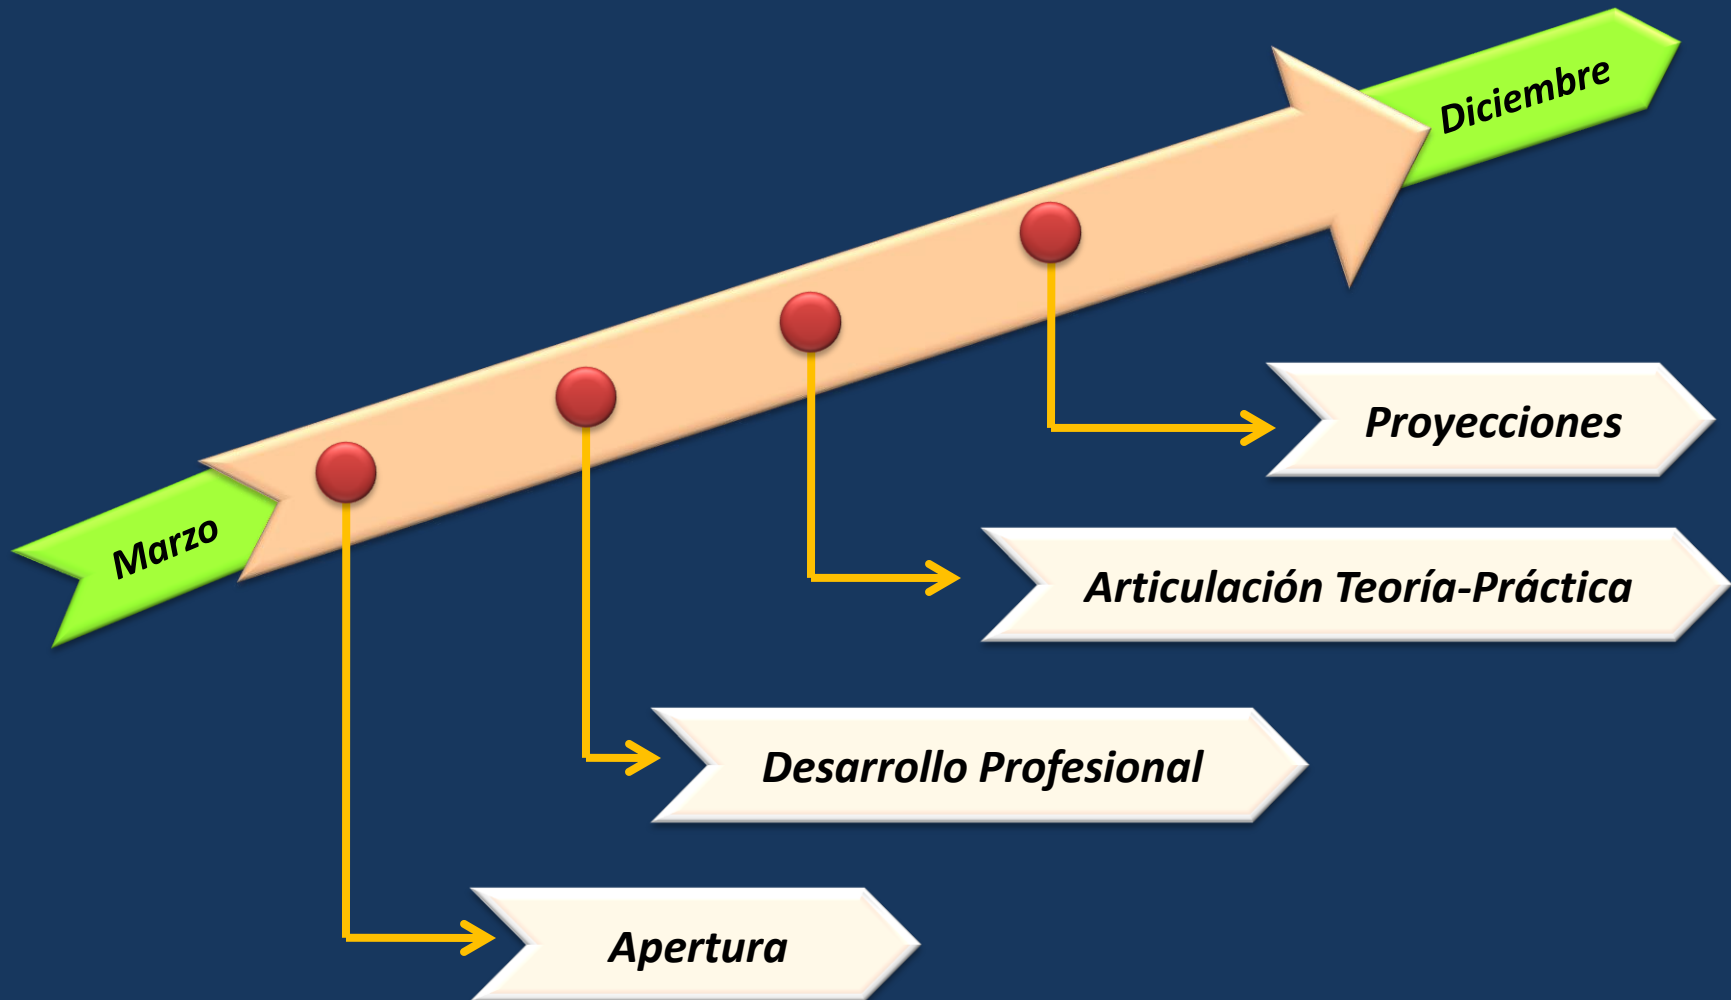 Diciembre
Marzo
Proyecciones
Articulación Teoría-Práctica
Desarrollo Profesional
Apertura